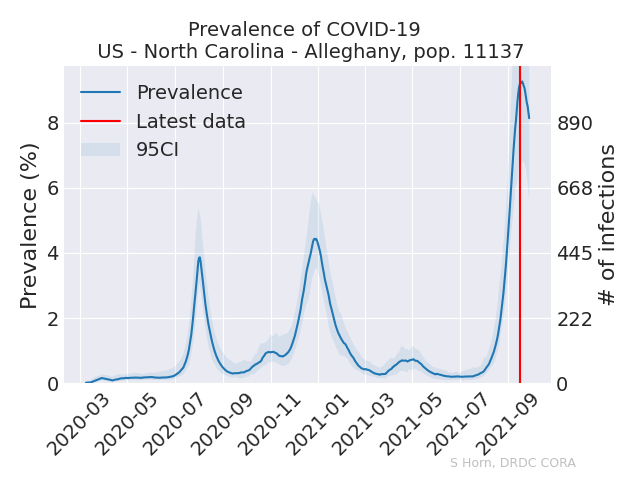 Prevalence of COVID-19
US - North Carolina - Alleghany, pop. 11137
Prevalence
Latest data
95CI
Prevalence (%)
8
6
4
2
0
890
668
445
222
0
# of infections
2020-03
2020-05
2020-07
2020-09
2020-11
2021-01
2021-03
2021-05
2021-07
2021-09
S Horn, DRDC CORA